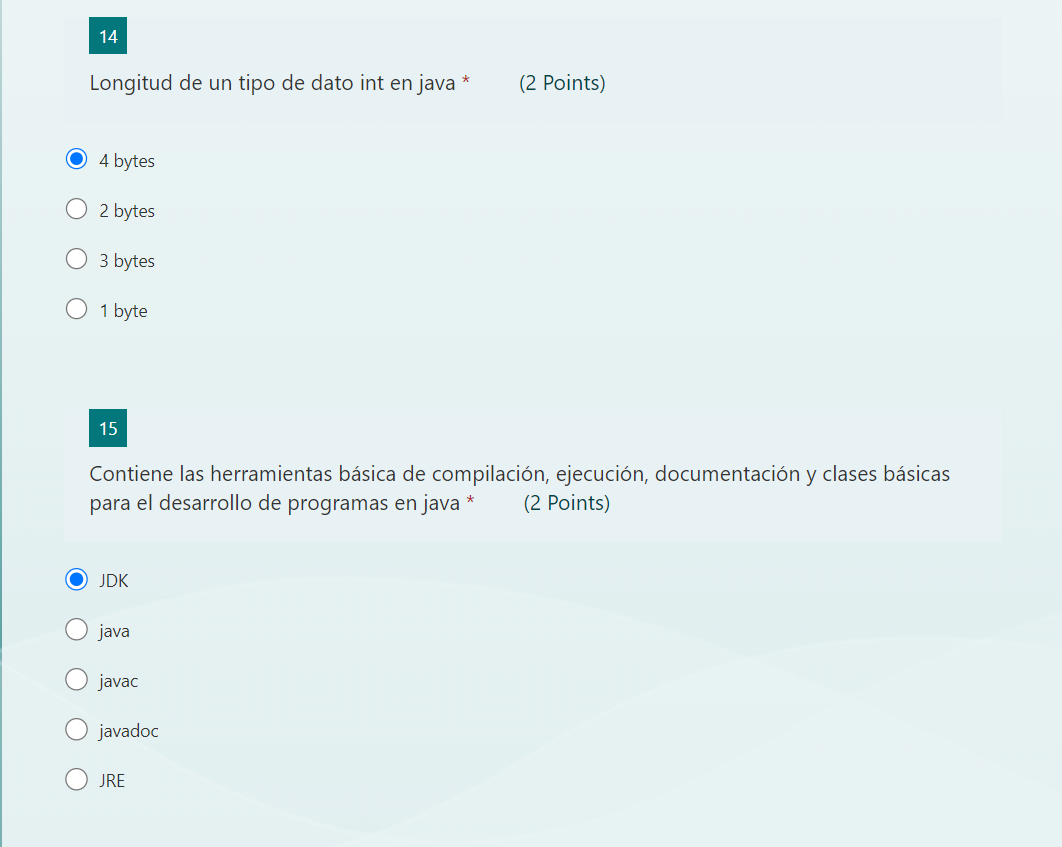 14
Longitud de un tipo de dato int en java * (2 Points)
4 bytes
2 bytes
3 bytes
1 byte
15
Contiene las herramientas básica de compilación, ejecución, documentación y clases básicas
para el desarrollo de programas en java * (2 Points)
JDK
java
javac
javadoc
JRE